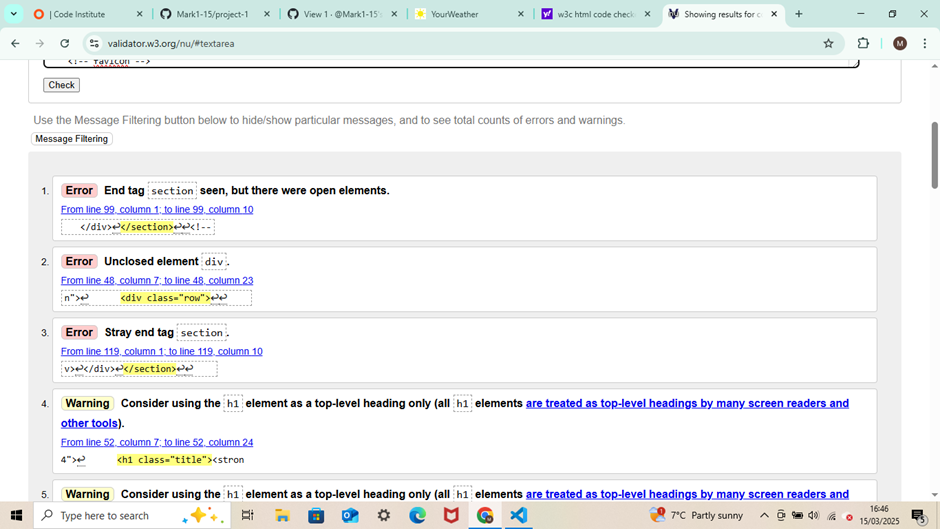 | Code Institute
Mark1-15/project-1
View 1 · @Mark1-15's
YourWeather
w3c html code check
Showing results for co
validator.w3.org/nu/#textarea
M
<!-- Favicon -->
Check
Use the Message Filtering button below to hide/show particular messages, and to see total counts of errors and warnings.
Message Filtering
1. Error End tag section seen, but there were open elements.
From line 99, column 1; to line 99, column 10
</div>↩</section>↩↩<!--
2. Error Unclosed element div.
From line 48, column 7; to line 48, column 23
n">↩ <div class="row">↩↩
3. Error Stray end tag section.
From line 119, column 1; to line 119, column 10
v>↩</div>↩</section>↩↩
4. Warning Consider using the h1 element as a top-level heading only (all h1 elements are treated as top-level headings by many screen readers and
other tools).
From line 52, column 7; to line 52, column 24
4">↩ <h1 class="title"><stron
5. Warning Consider using the h1 element as a top-level heading only (all h1 elements are treated as top-level headings by many screen readers and
Type here to search
7°C Partly sunny
16:46
15/03/2025
5